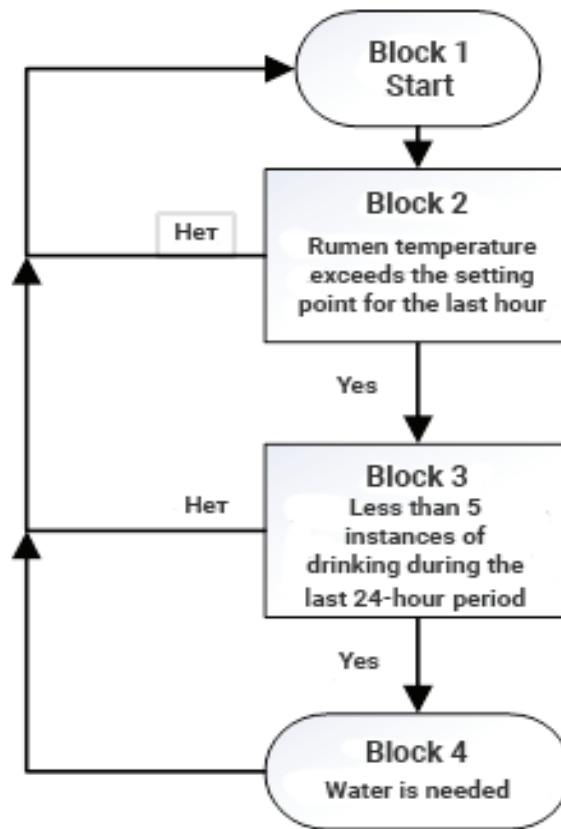 Block 1
Start
Block 2
Нет
Rumen temperature
exceeds the setting
point for the last hour
Yes
Block 3
Нет
Less than 5
instances of
drinking during the
last 24-hour period
Yes
Block 4
Water is needed